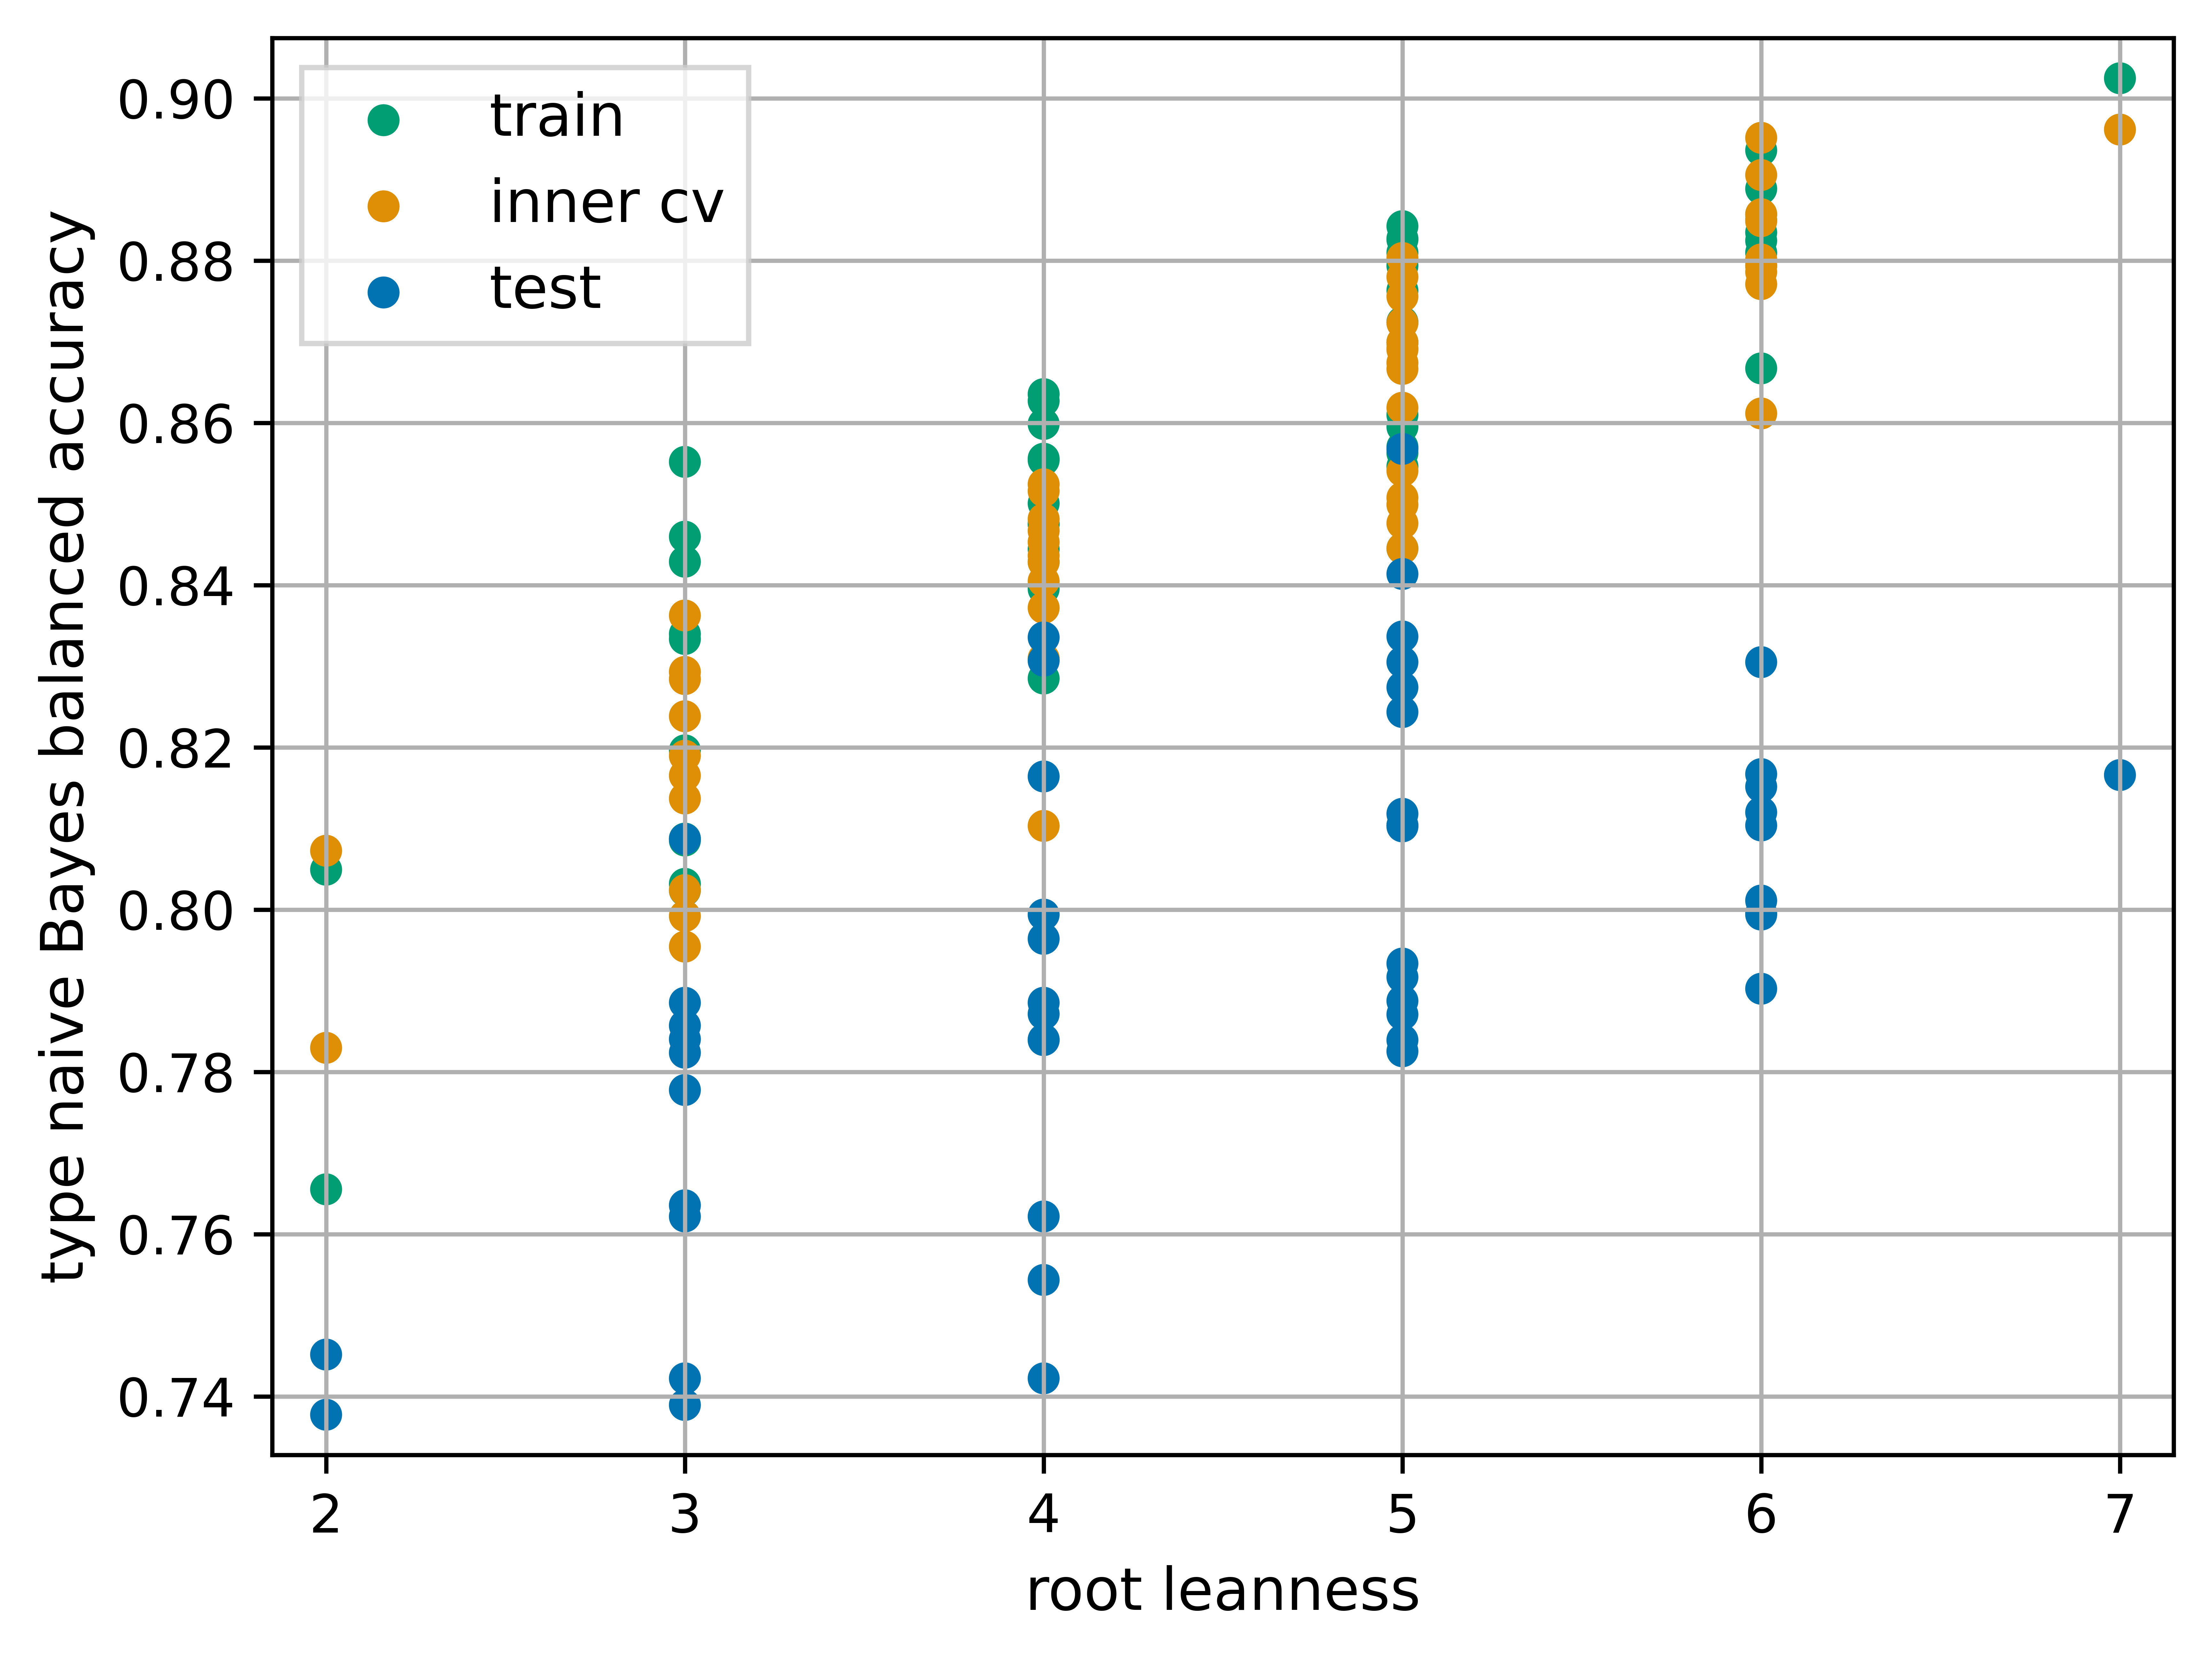 train
inner cv
test
type naive Bayes balanced accuracy
0.90
0.88
0.86
0.84
0.82
0.80
0.78
0.76
0.74
2 3 4 5 6 7
root leanness